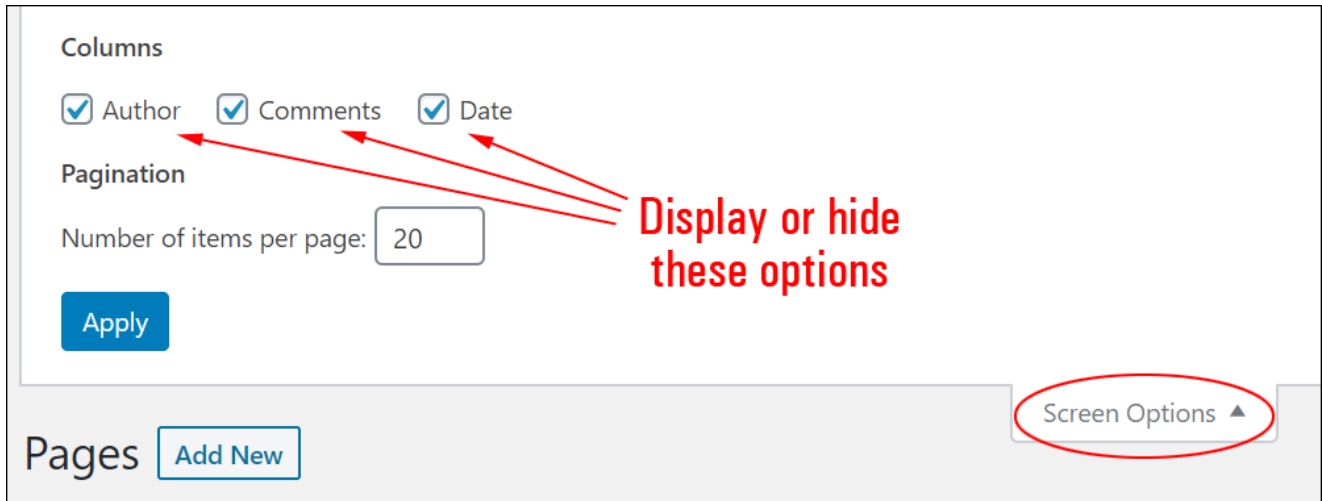 Columns
Author Comments Date
Pagination
Number of items per page: 20
Display or hide
these options
Apply
Screen Options
Pages Add New